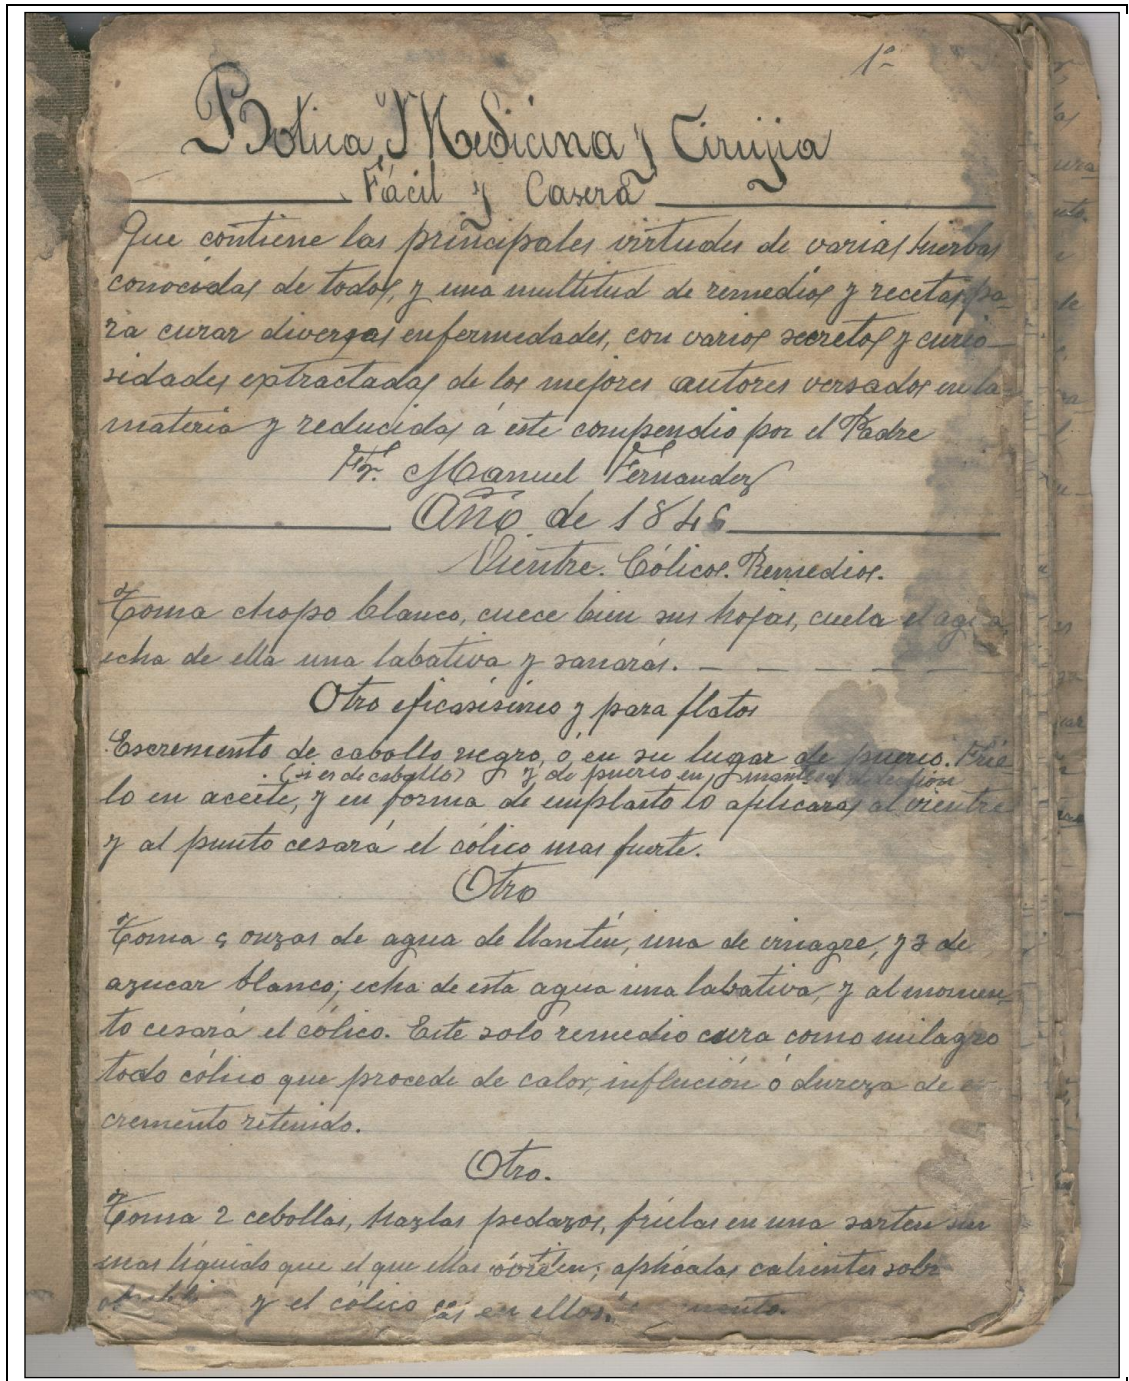 1ª
Botica, Medicina y Cirujia
Fácil y Casera
Que contiene las principales virtudes de varias hierbas
conocidas de todos, y una multitud de remedios y recetas pa-
ra curar diversas enfermedades, con varios secretos y curio-
sidades extractadas de los mejores autores versados en la
materia y reducidas á este compendio por el Padre
Fr. Manuel Fernandez
Año de 1846
Vientre. Cólicos. Remedios.
Toma chopo blanco, cuece bien sus hojas, cuela el agua,
echa de ella una labativa y sanarás. — — — — —
Otro eficasisimo y para flatos
Escremento de caballo negro, ó en su lugar de puerco. Frie
(si es de caballo) y de puerco en manteca
lo en aceite, y en forma de emplasto lo aplicarás al vientre
y al punto cesará el cólico mas fuerte.
Otro
Toma 5 onzas de agua de llantén, una de vinagre, y 3 de
azucar blanco; echa de esta agua una labativa, y al momen-
to cesará el cólico. Este solo remedio cura como milagro
todo cólico que procede de calor, influción ó dureza de e-
cremento retenido.
Otro.
Toma 2 cebollas, hazlas pedazos, frielas en una sarten sin
mas líquido que el que ellas; aplicalas calientes sobr
y el cólico en ellos.